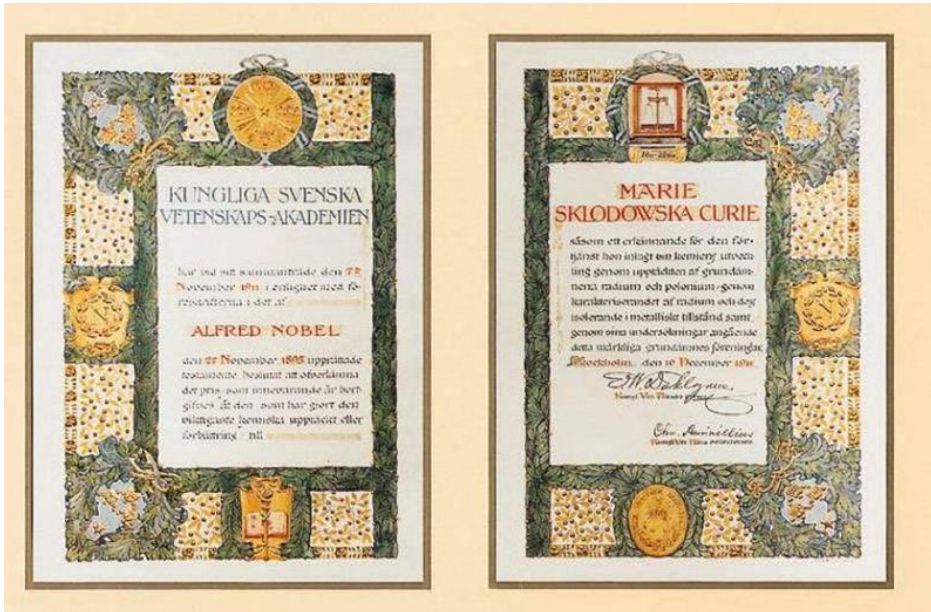 KUNGLIGA SVENSKA
VETENSKAPS-AKADEMIEN
har vid sitt sammanträde den
November 1911 i enlighet med fö-
reskrifterna i det af
ALFRED NOBEL
den 27 November 1895 upprättade
testamente beslutat att öfverlämna
det pris som innevarande år bort-
gifves åt den som har gjort den
viktigaste kemiska upptäckt eller
förbättring till
MARIE
SKLODOWSKA CURIE
såsom ett erkännande för den för-
tjänst hon inlagt om kemiens utveck-
ling genom upptäckten af grundäm-
nena radium och polonium genom
karakteriserandet af radium och dess
isolerande i metalliskt tillstånd samt
genom sina undersökningar angående
detta märkliga grundämnes föreningar.
Stockholm den 10 December 1911